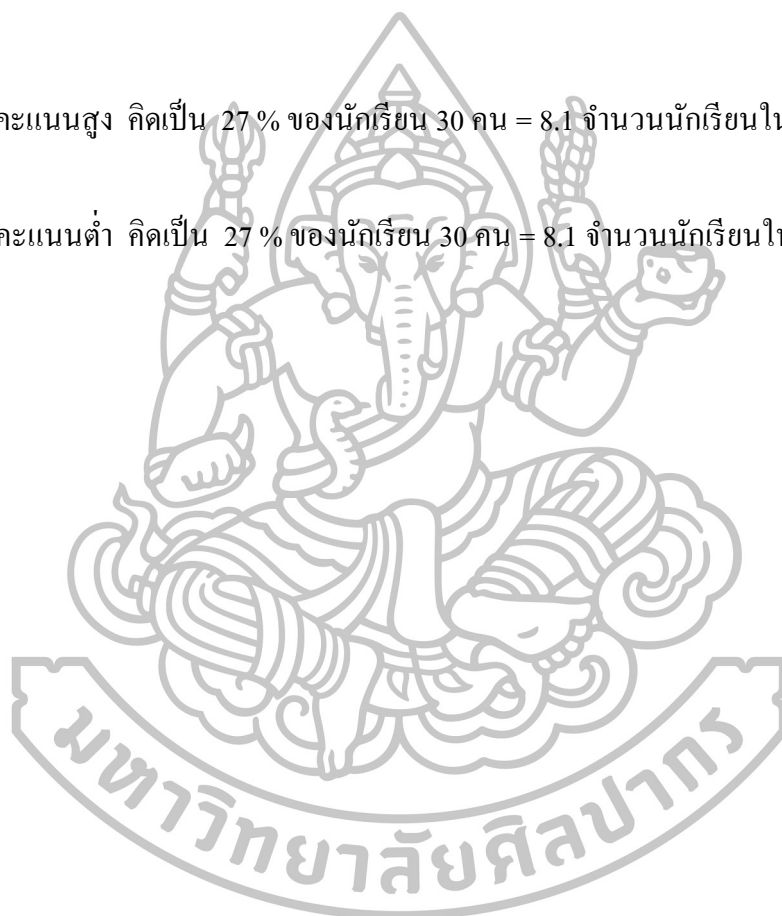 คะแนนสูง คิดเป็น 27 % ของนักเรียน 30 คน = 8.1 จำนวนนักเรียนใน
คะแนนต่ำ คิดเป็น 27 % ของนักเรียน 30 คน = 8.1 จำนวนนักเรียนใน
มหาวิทยาลัยศิลปากร